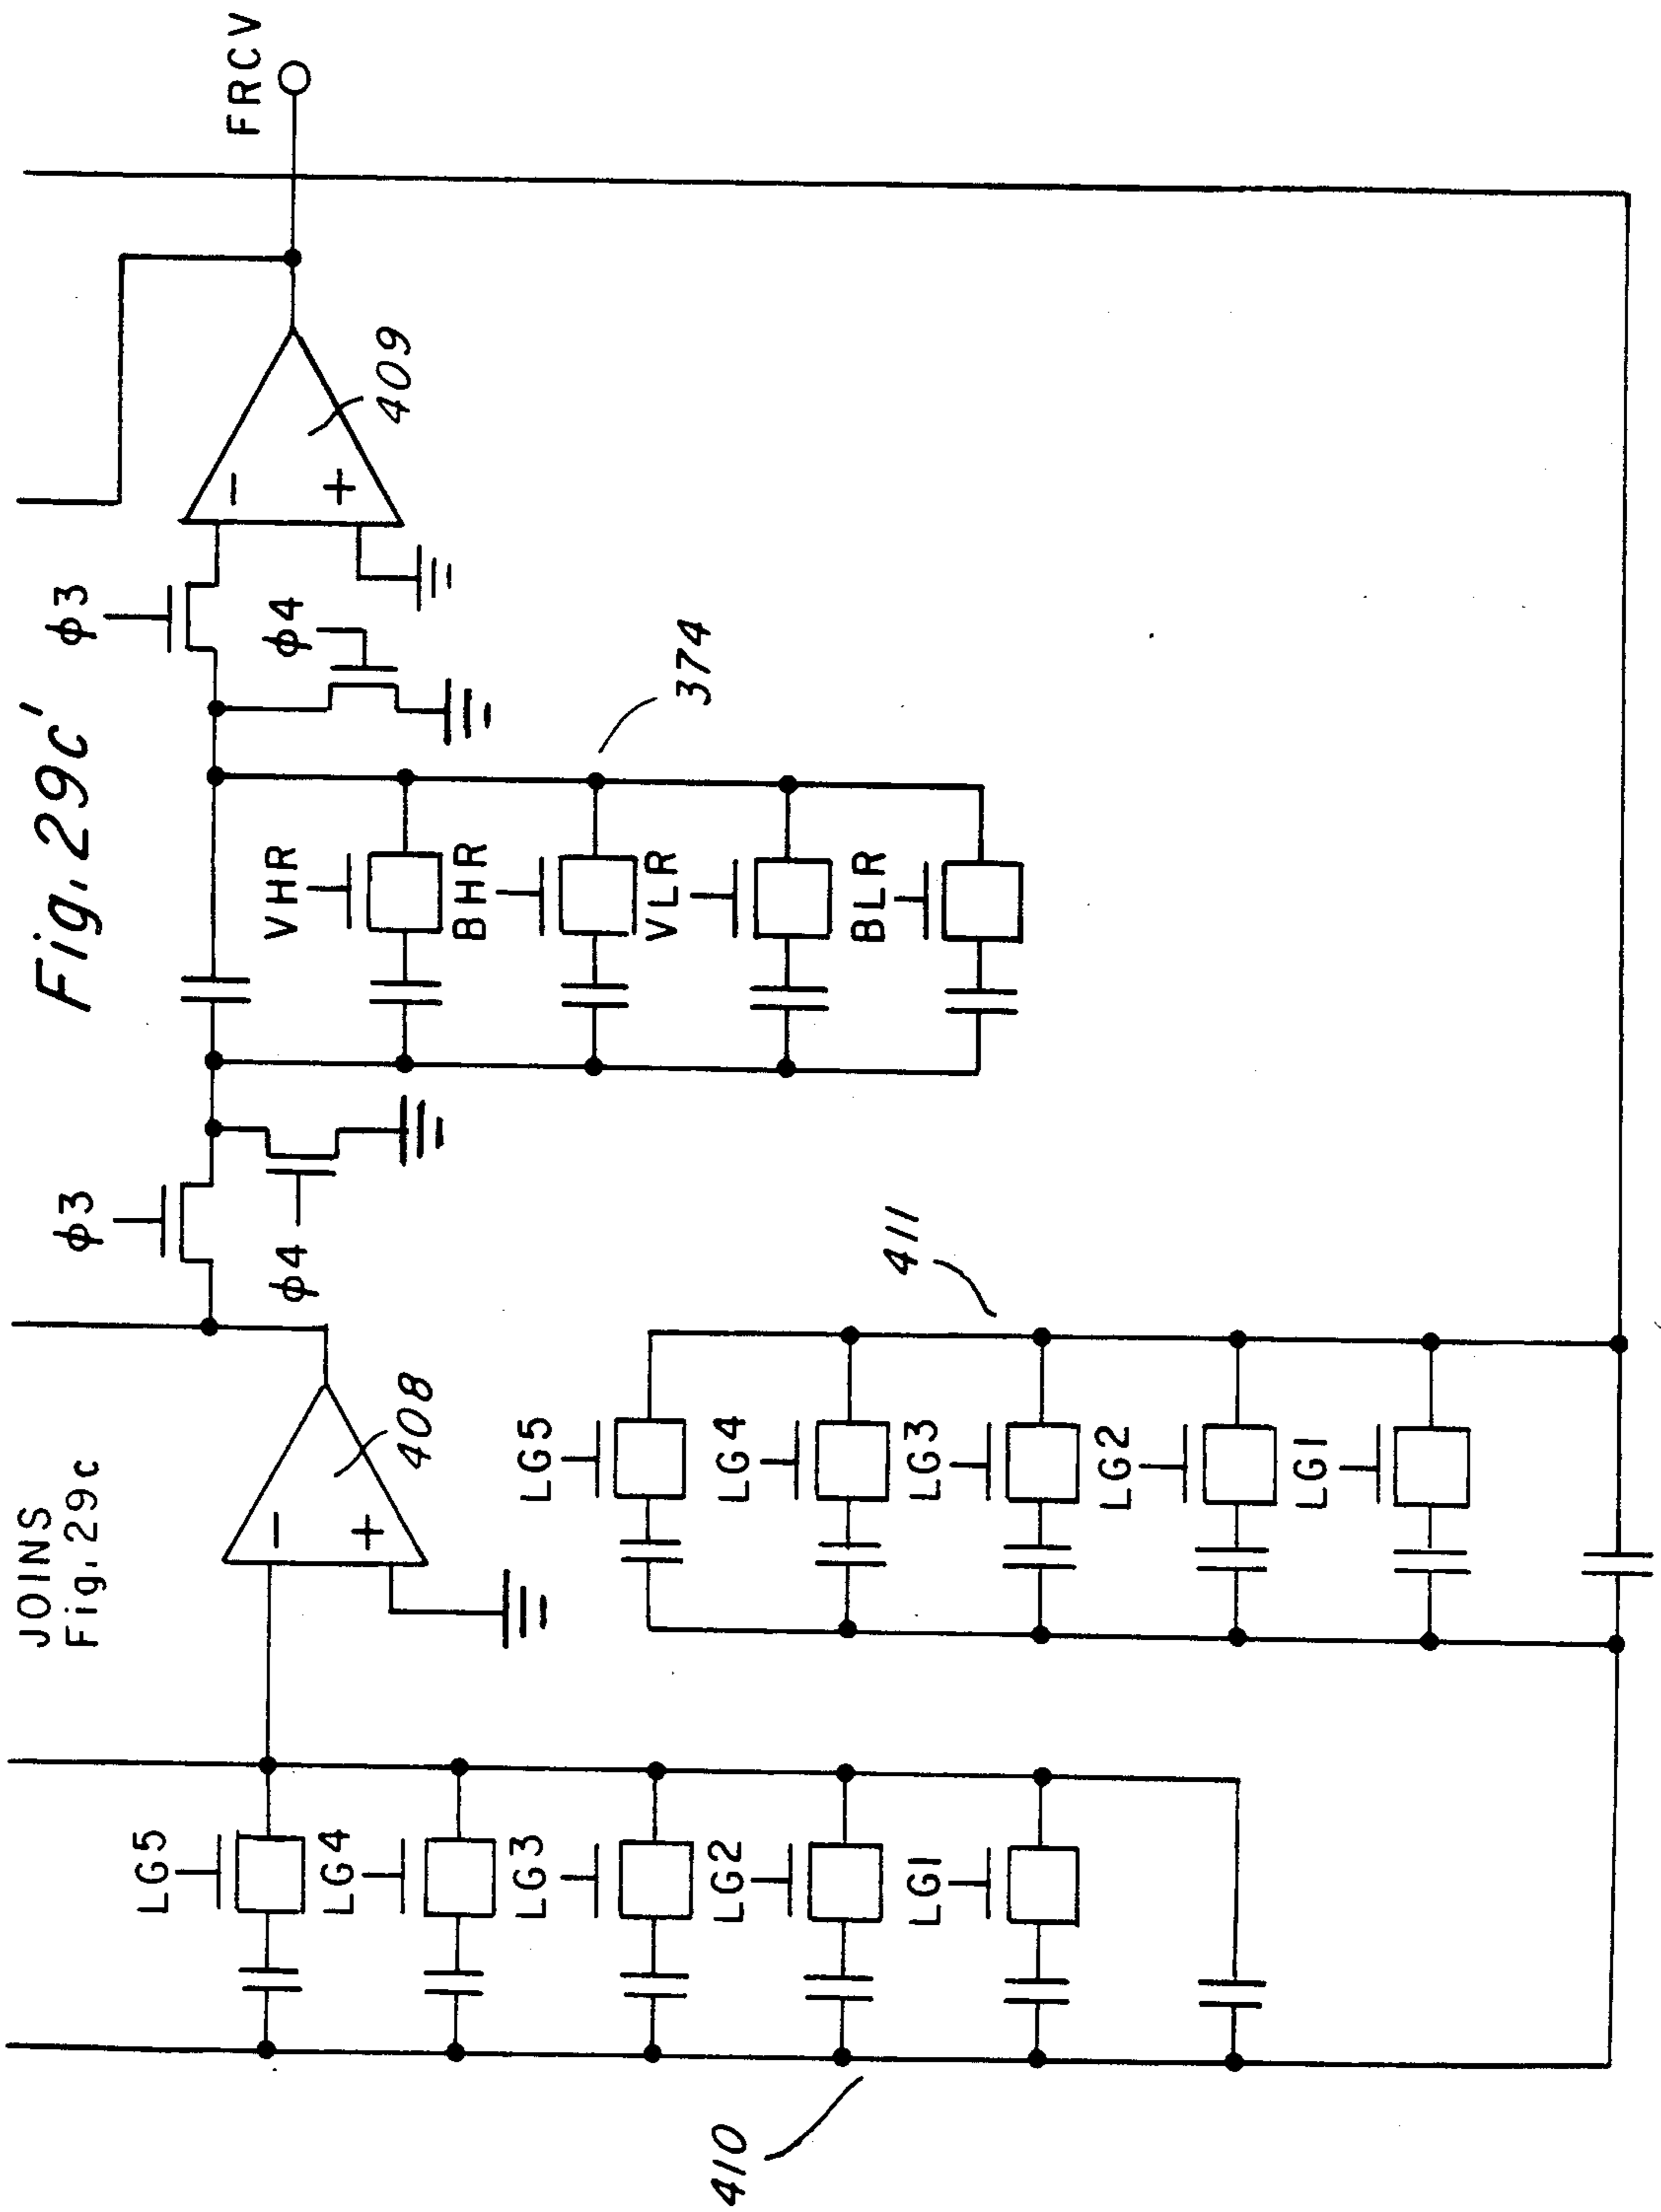 Fig. 29c'
JOINS
Fig. 29c
FRCV
φ3
φ4
409
374
VHR
BHR
VLR
BLR
φ3
φ4
408
411
LG5
LG4
LG3
LG2
LG1
LG5
LG4
LG3
LG2
LG1
410
−
+
−
+